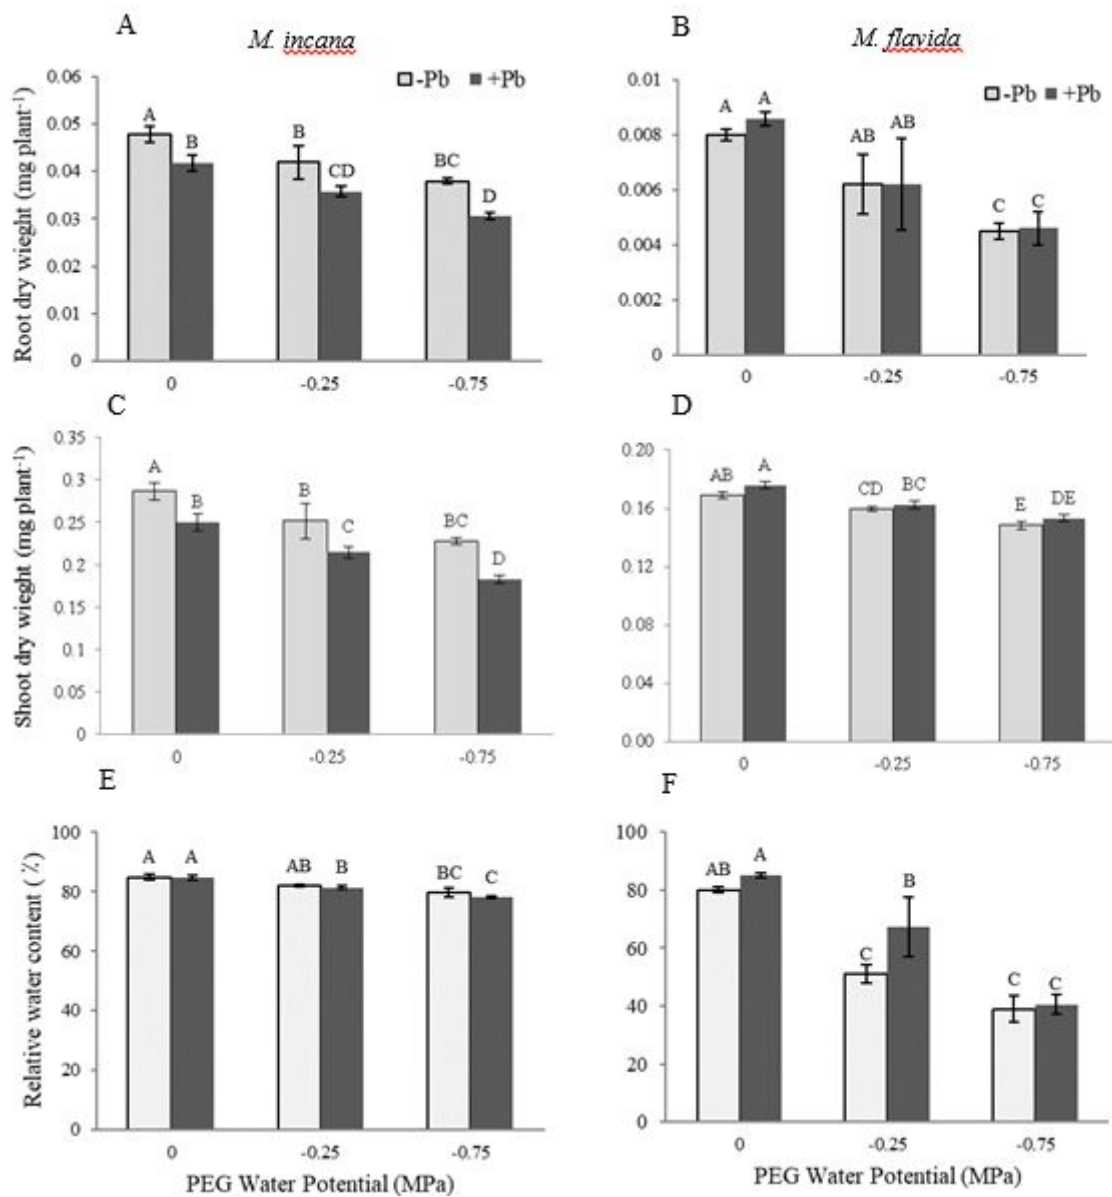 A
M. incana
-Pb +Pb
Root dry wieght (mg plant⁻¹)
0.06
0.05
0.04
0.03
0.02
0.01
0
A
B
B
CD
BC
D
0
-0.25
-0.75
B
M. flavida
-Pb +Pb
0.01
0.008
0.006
0.004
0.002
0
A
A
AB
AB
C
C
0
-0.25
-0.75
C
Shoot dry wieght (mg plant⁻¹)
0.35
0.3
0.25
0.2
0.15
0.1
0.05
0
A
B
B
C
BC
D
0
-0.25
-0.75
D
0.20
0.16
0.12
0.08
0.04
0.00
AB
A
CD
BC
E
DE
0
-0.25
-0.75
E
Relative water content (٪)
100
80
60
40
20
0
A
A
AB
B
BC
C
0
-0.25
-0.75
PEG Water Potential (MPa)
F
100
80
60
40
20
0
AB
A
C
B
C
C
0
-0.25
-0.75
PEG Water Potential (MPa)